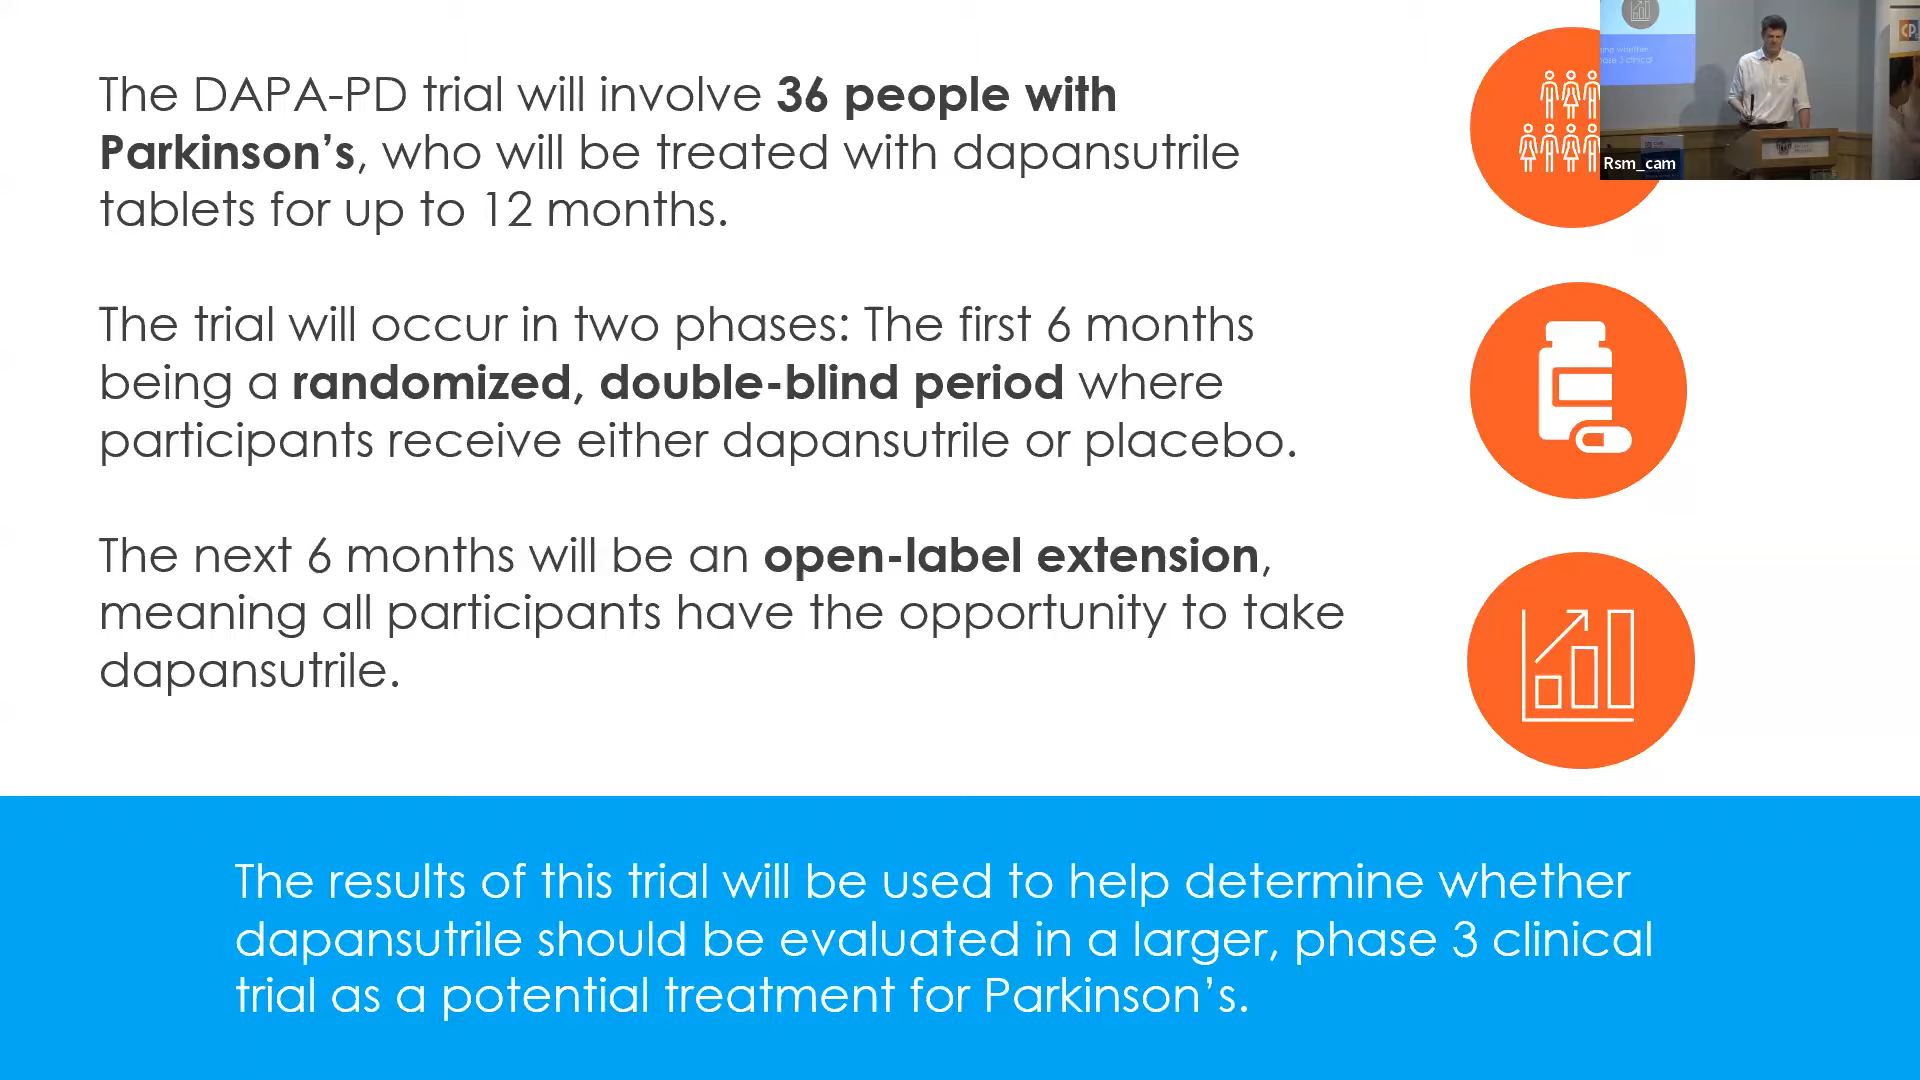 The DAPA-PD trial will involve 36 people with
Parkinson’s, who will be treated with dapansutrile
tablets for up to 12 months.
The trial will occur in two phases: The first 6 months
being a randomized, double-blind period where
participants receive either dapansutrile or placebo.
The next 6 months will be an open-label extension,
meaning all participants have the opportunity to take
dapansutrile.
The results of this trial will be used to help determine whether
dapansutrile should be evaluated in a larger, phase 3 clinical
trial as a potential treatment for Parkinson’s.
Rsm_cam